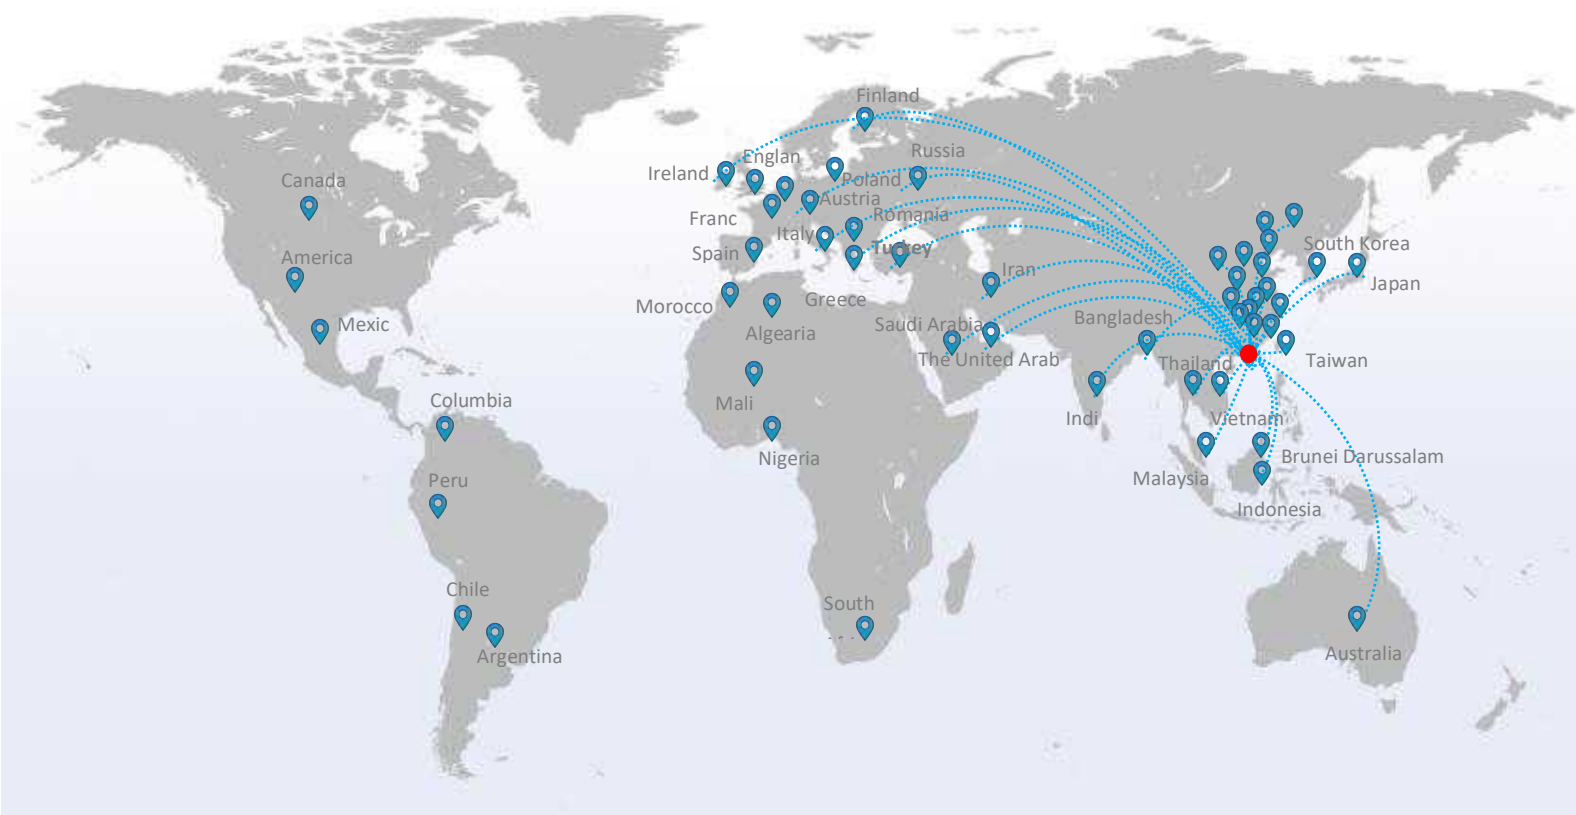 Finland
Englan
Russia
Ireland
Poland
Canada
Austria
Franc
Romania
Italy
South Korea
Spain
Turkey
America
Iran
Japan
Morocco
Greece
Mexic
Algearia
Saudi Arabia
Bangladesh
The United Arab
Thailand
Taiwan
Columbia
Mali
Indi
Vietnam
Nigeria
Brunei Darussalam
Peru
Malaysia
Indonesia
Chile
South
Argentina
Australia